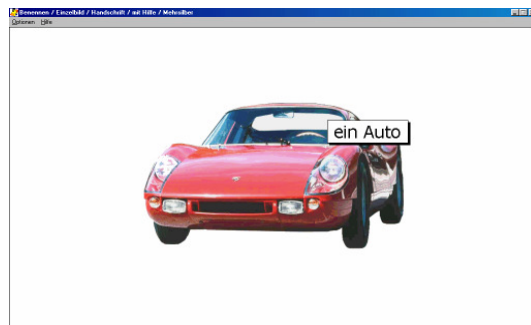 Benennen / Einzelbild / Handschrift / mit Hilfe / Mehrsilber
Optionen Hilfe
ein Auto